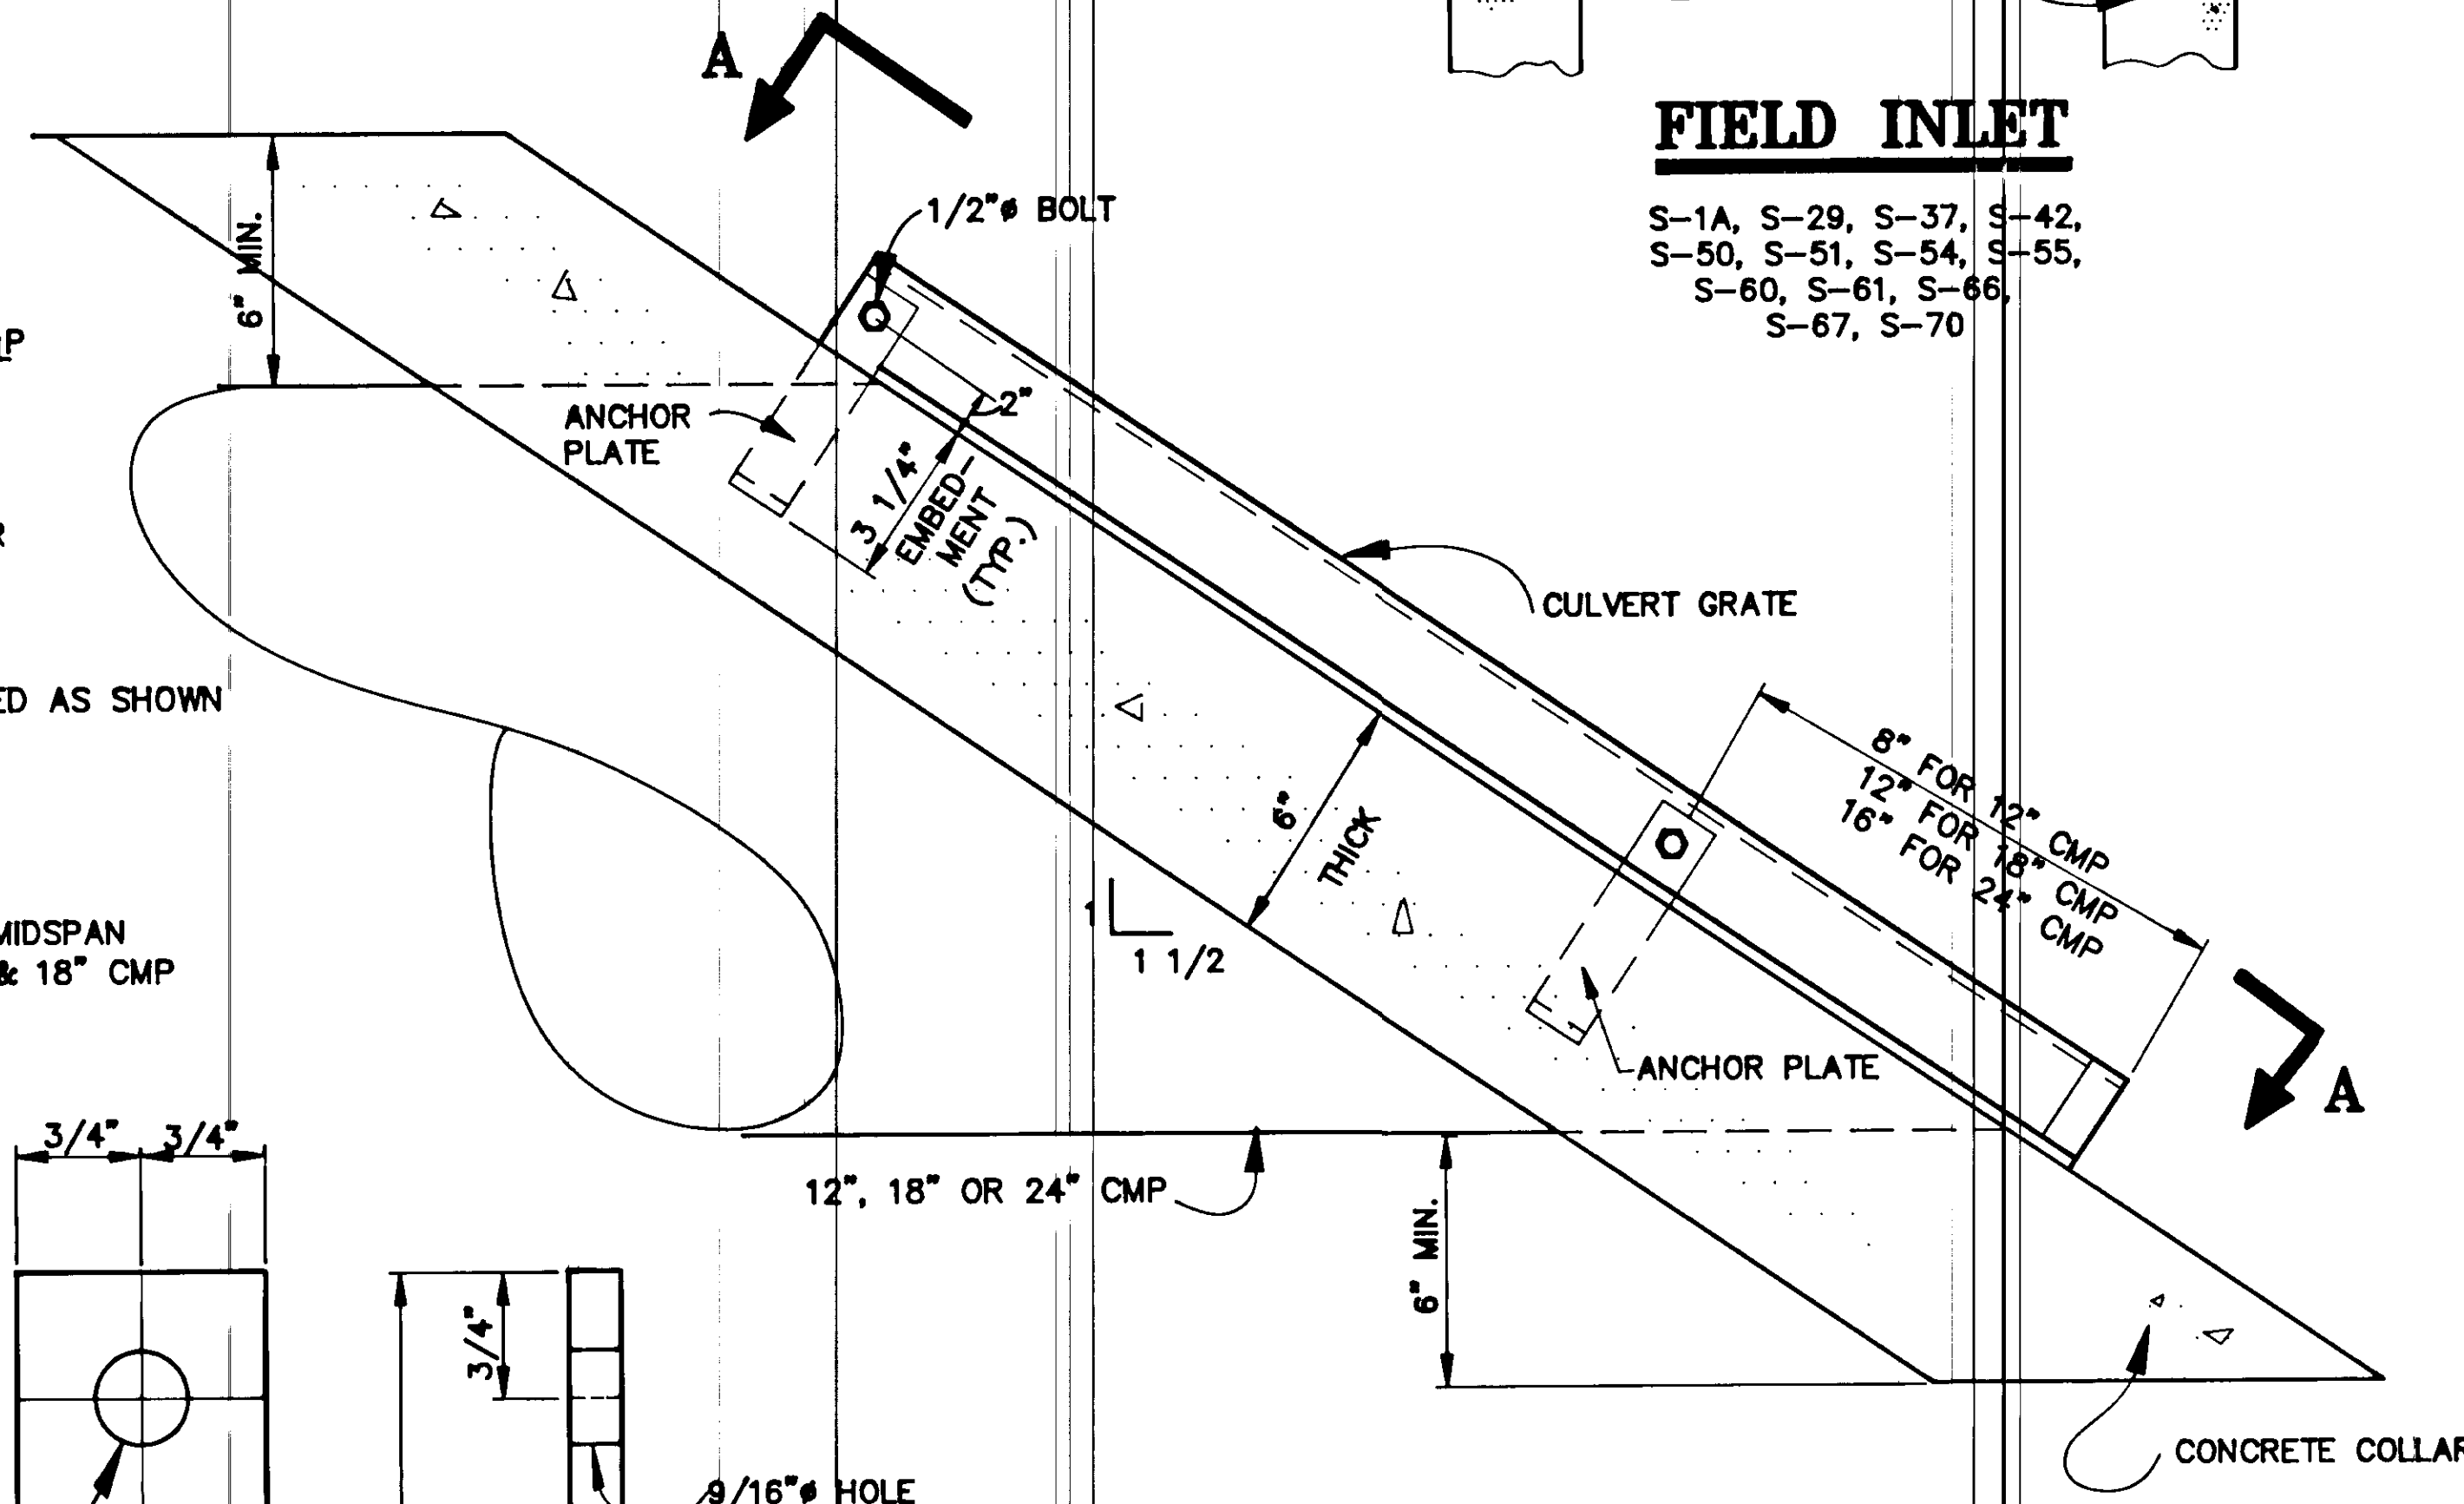 A
FIELD INLET
S-1A, S-29, S-37, S-42,
S-50, S-51, S-54, S-55,
S-60, S-61, S-66,
S-67, S-70
1/2"ø BOLT
6" MIN.
ANCHOR
PLATE
2"
3 1/4"
EMBED-
MENT
(TYP.)
CULVERT GRATE
ED AS SHOWN
8" FOR 12" CMP
12" FOR 18" CMP
16" FOR 24" CMP
6"
THICK
1
1 1/2
MIDSPAN
& 18" CMP
ANCHOR PLATE
A
3/4" 3/4"
12", 18" OR 24" CMP
6" MIN.
3/4"
CONCRETE COLLAR
9/16"ø HOLE